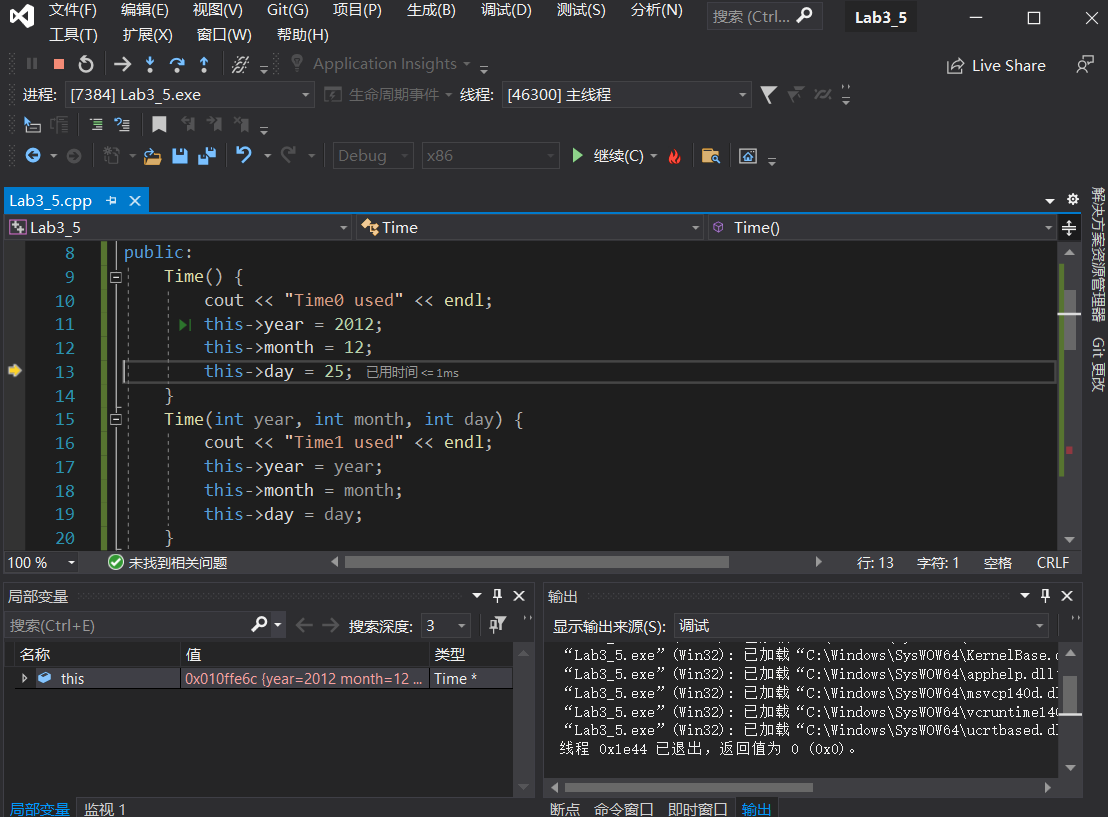 文件(F) 编辑(E) 视图(V) Git(G) 项目(P) 生成(B) 调试(D) 测试(S) 分析(N) 搜索 (Ctrl... Lab3_5
工具(T) 扩展(X) 窗口(W) 帮助(H)
Application Insights Live Share
进程: [7384] Lab3_5.exe 生命周期事件 线程: [46300] 主线程
Debug x86 继续(C)
Lab3_5.cpp
Lab3_5 Time Time()
8 public:
9 Time() {
10 cout << "Time0 used" << endl;
11 this->year = 2012;
12 this->month = 12;
13 this->day = 25; 已用时间 <= 1ms
14 }
15 Time(int year, int month, int day) {
16 cout << "Time1 used" << endl;
17 this->year = year;
18 this->month = month;
19 this->day = day;
20 }
100 % 未找到相关问题 行: 13 字符: 1 空格 CRLF
解决方案资源管理器
Git 更改
局部变量
搜索(Ctrl+E) 搜索深度: 3
名称 值 类型
this 0x010ffe6c {year=2012 month=12 ... Time *
局部变量 监视 1
输出
显示输出来源(S): 调试
“Lab3_5.exe” (Win32): 已加载 “C:\Windows\SysWOW64\KernelBase.d
“Lab3_5.exe” (Win32): 已加载 “C:\Windows\SysWOW64\apphelp.dll”
“Lab3_5.exe” (Win32): 已加载 “C:\Windows\SysWOW64\msvcp140d.dl
“Lab3_5.exe” (Win32): 已加载 “C:\Windows\SysWOW64\vcruntime140
“Lab3_5.exe” (Win32): 已加载 “C:\Windows\SysWOW64\ucrtbased.dl
线程 0x1e44 已退出，返回值为 0 (0x0)。
断点 命令窗口 即时窗口 输出